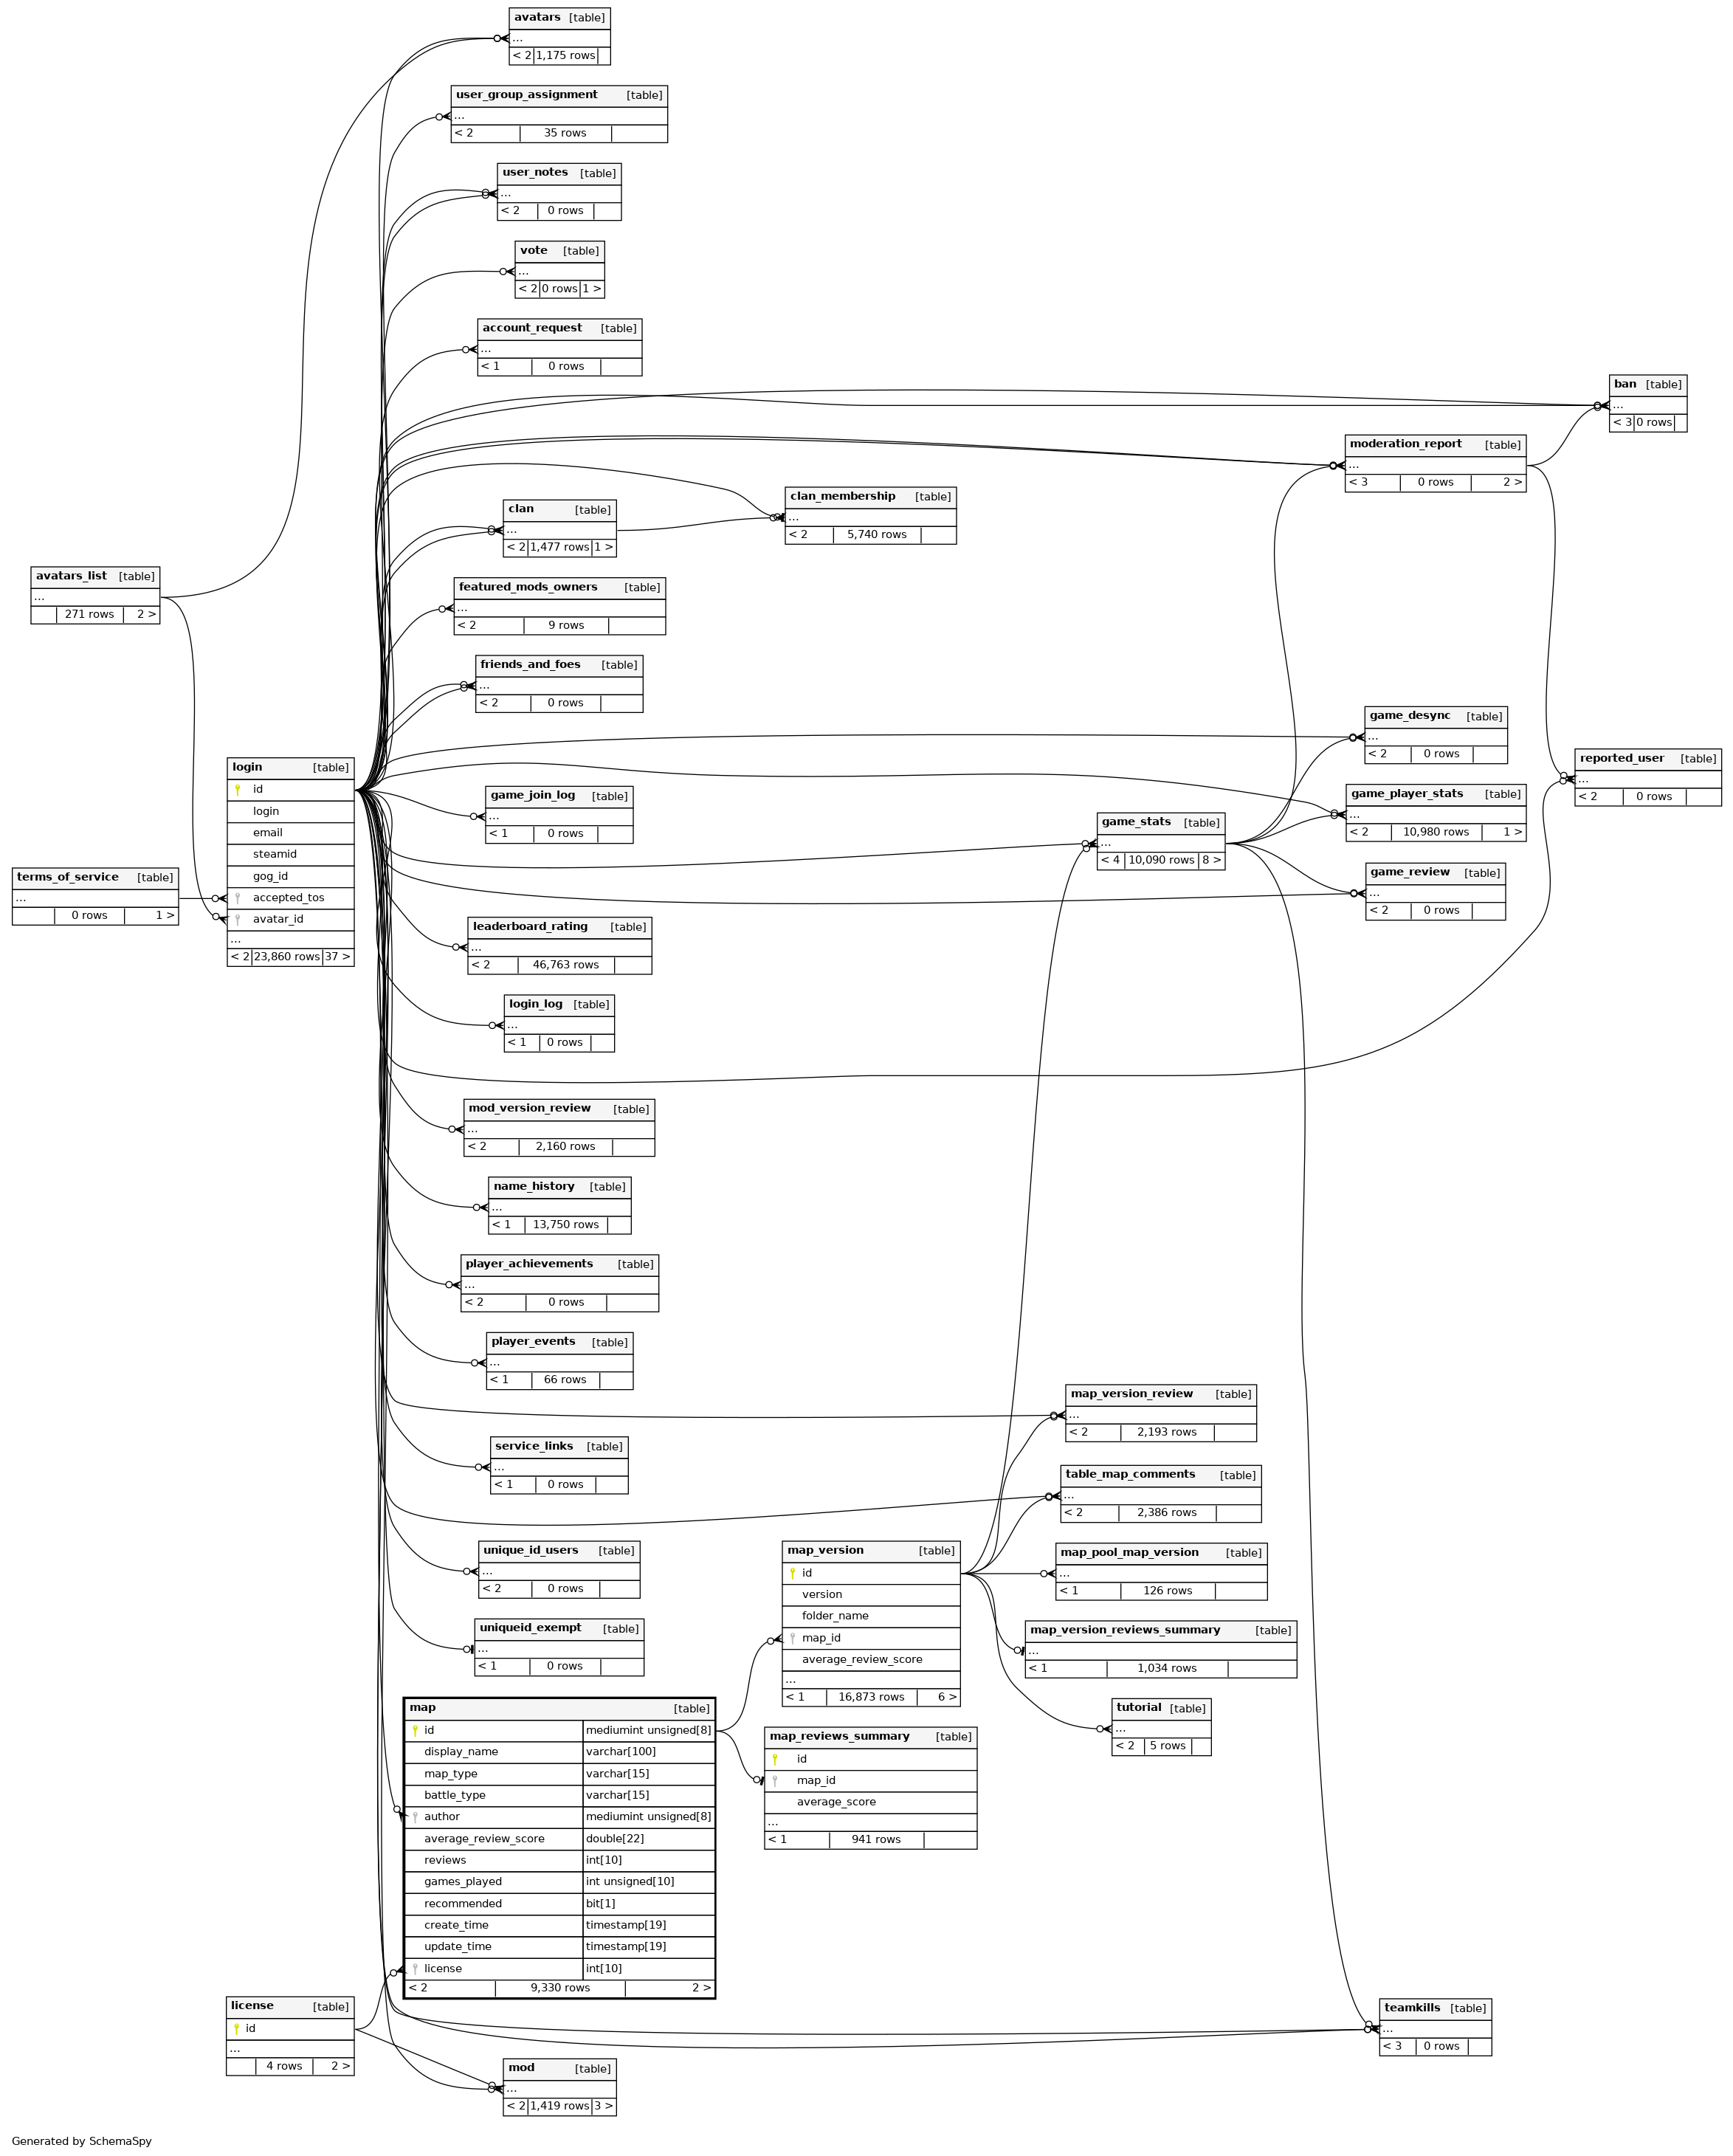 avatars [table]
...
< 2 1,175 rows
user_group_assignment [table]
...
< 2 35 rows
user_notes [table]
...
< 2 0 rows
vote [table]
...
< 2 0 rows 1 >
account_request [table]
...
< 1 0 rows
ban [table]
...
< 3 0 rows
moderation_report [table]
...
< 3 0 rows 2 >
clan_membership [table]
...
< 2 5,740 rows
clan [table]
...
< 2 1,477 rows 1 >
avatars_list [table]
...
271 rows 2 >
featured_mods_owners [table]
...
< 2 9 rows
friends_and_foes [table]
...
< 2 0 rows
game_desync [table]
...
< 2 0 rows
reported_user [table]
...
< 2 0 rows
login [table]
id
login
email
steamid
gog_id
accepted_tos
avatar_id
...
< 2 23,860 rows 37 >
game_join_log [table]
...
< 1 0 rows
game_player_stats [table]
...
< 2 10,980 rows 1 >
game_stats [table]
...
< 4 10,090 rows 8 >
game_review [table]
...
< 2 0 rows
terms_of_service [table]
...
0 rows 1 >
leaderboard_rating [table]
...
< 2 46,763 rows
login_log [table]
...
< 1 0 rows
mod_version_review [table]
...
< 2 2,160 rows
name_history [table]
...
< 1 13,750 rows
player_achievements [table]
...
< 2 0 rows
player_events [table]
...
< 1 66 rows
map_version_review [table]
...
< 2 2,193 rows
service_links [table]
...
< 1 0 rows
table_map_comments [table]
...
< 2 2,386 rows
unique_id_users [table]
...
< 2 0 rows
map_version [table]
id
version
folder_name
map_id
average_review_score
...
< 1 16,873 rows 6 >
map_pool_map_version [table]
...
< 1 126 rows
uniqueid_exempt [table]
...
< 1 0 rows
map_version_reviews_summary [table]
...
< 1 1,034 rows
tutorial [table]
...
< 2 5 rows
map [table]
id mediumint unsigned[8]
display_name varchar[100]
map_type varchar[15]
battle_type varchar[15]
author mediumint unsigned[8]
average_review_score double[22]
reviews int[10]
games_played int unsigned[10]
recommended bit[1]
create_time timestamp[19]
update_time timestamp[19]
license int[10]
< 2 9,330 rows 2 >
map_reviews_summary [table]
id
map_id
average_score
...
< 1 941 rows
license [table]
id
...
4 rows 2 >
teamkills [table]
...
< 3 0 rows
mod [table]
...
< 2 1,419 rows 3 >
Generated by SchemaSpy